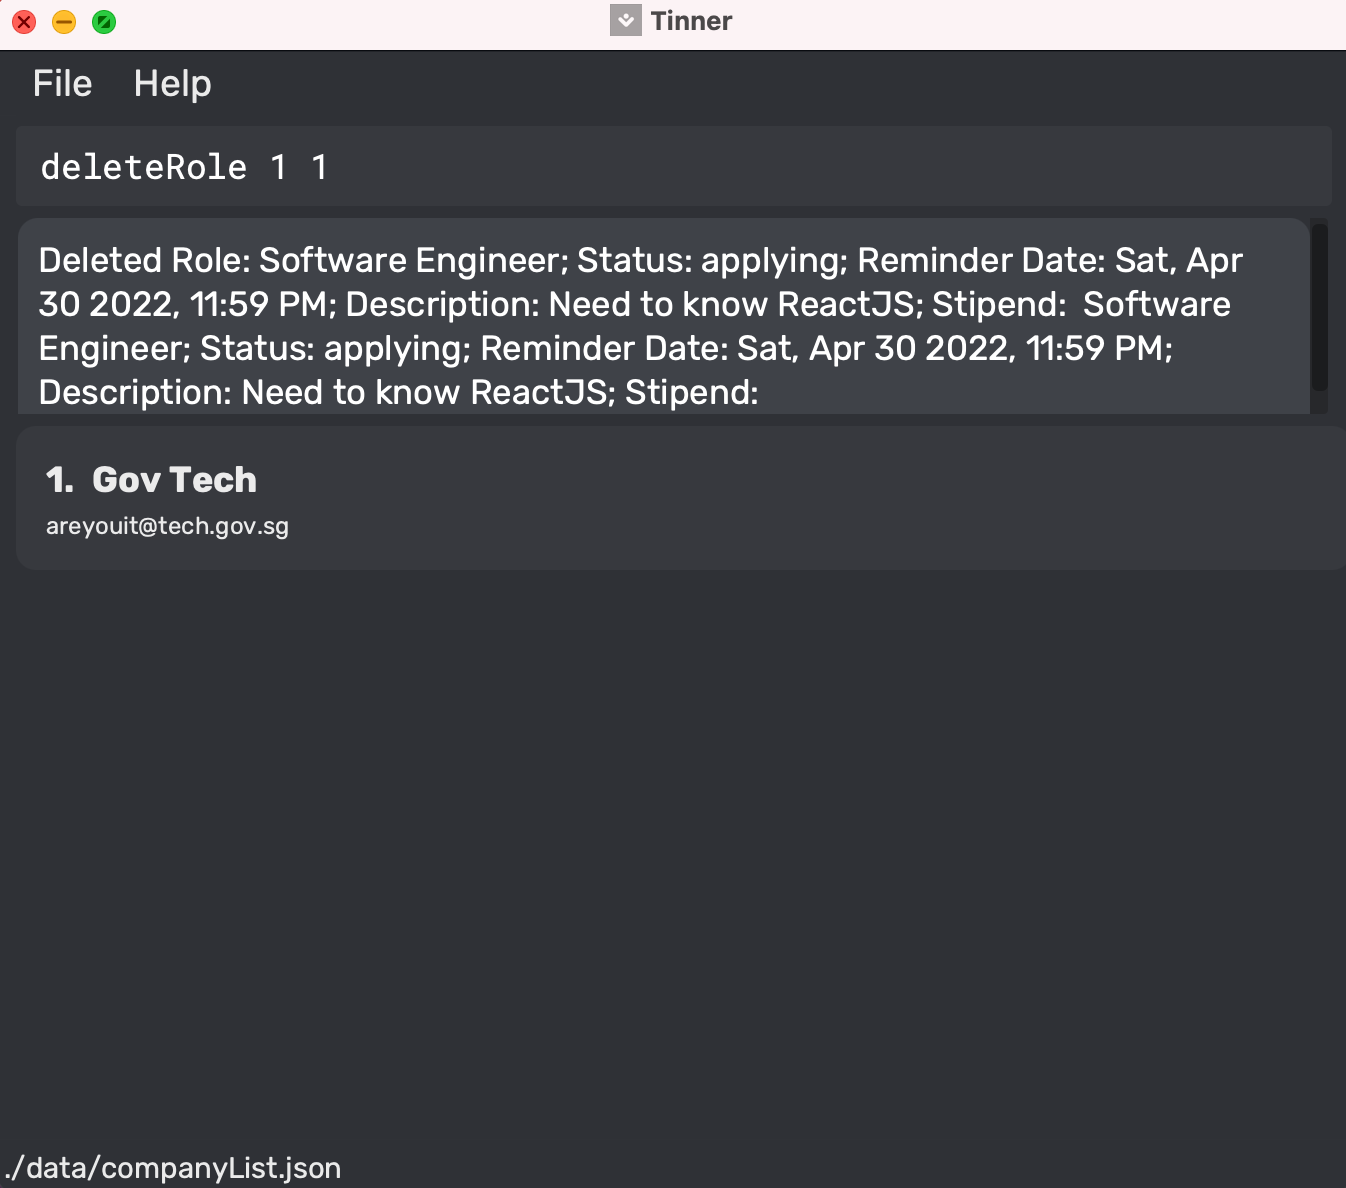 Tinner
File Help
deleteRole 1 1
Deleted Role: Software Engineer; Status: applying; Reminder Date: Sat, Apr
30 2022, 11:59 PM; Description: Need to know ReactJS; Stipend:  Software
Engineer; Status: applying; Reminder Date: Sat, Apr 30 2022, 11:59 PM;
Description: Need to know ReactJS; Stipend:
1. Gov Tech
areyouit@tech.gov.sg
./data/companyList.json